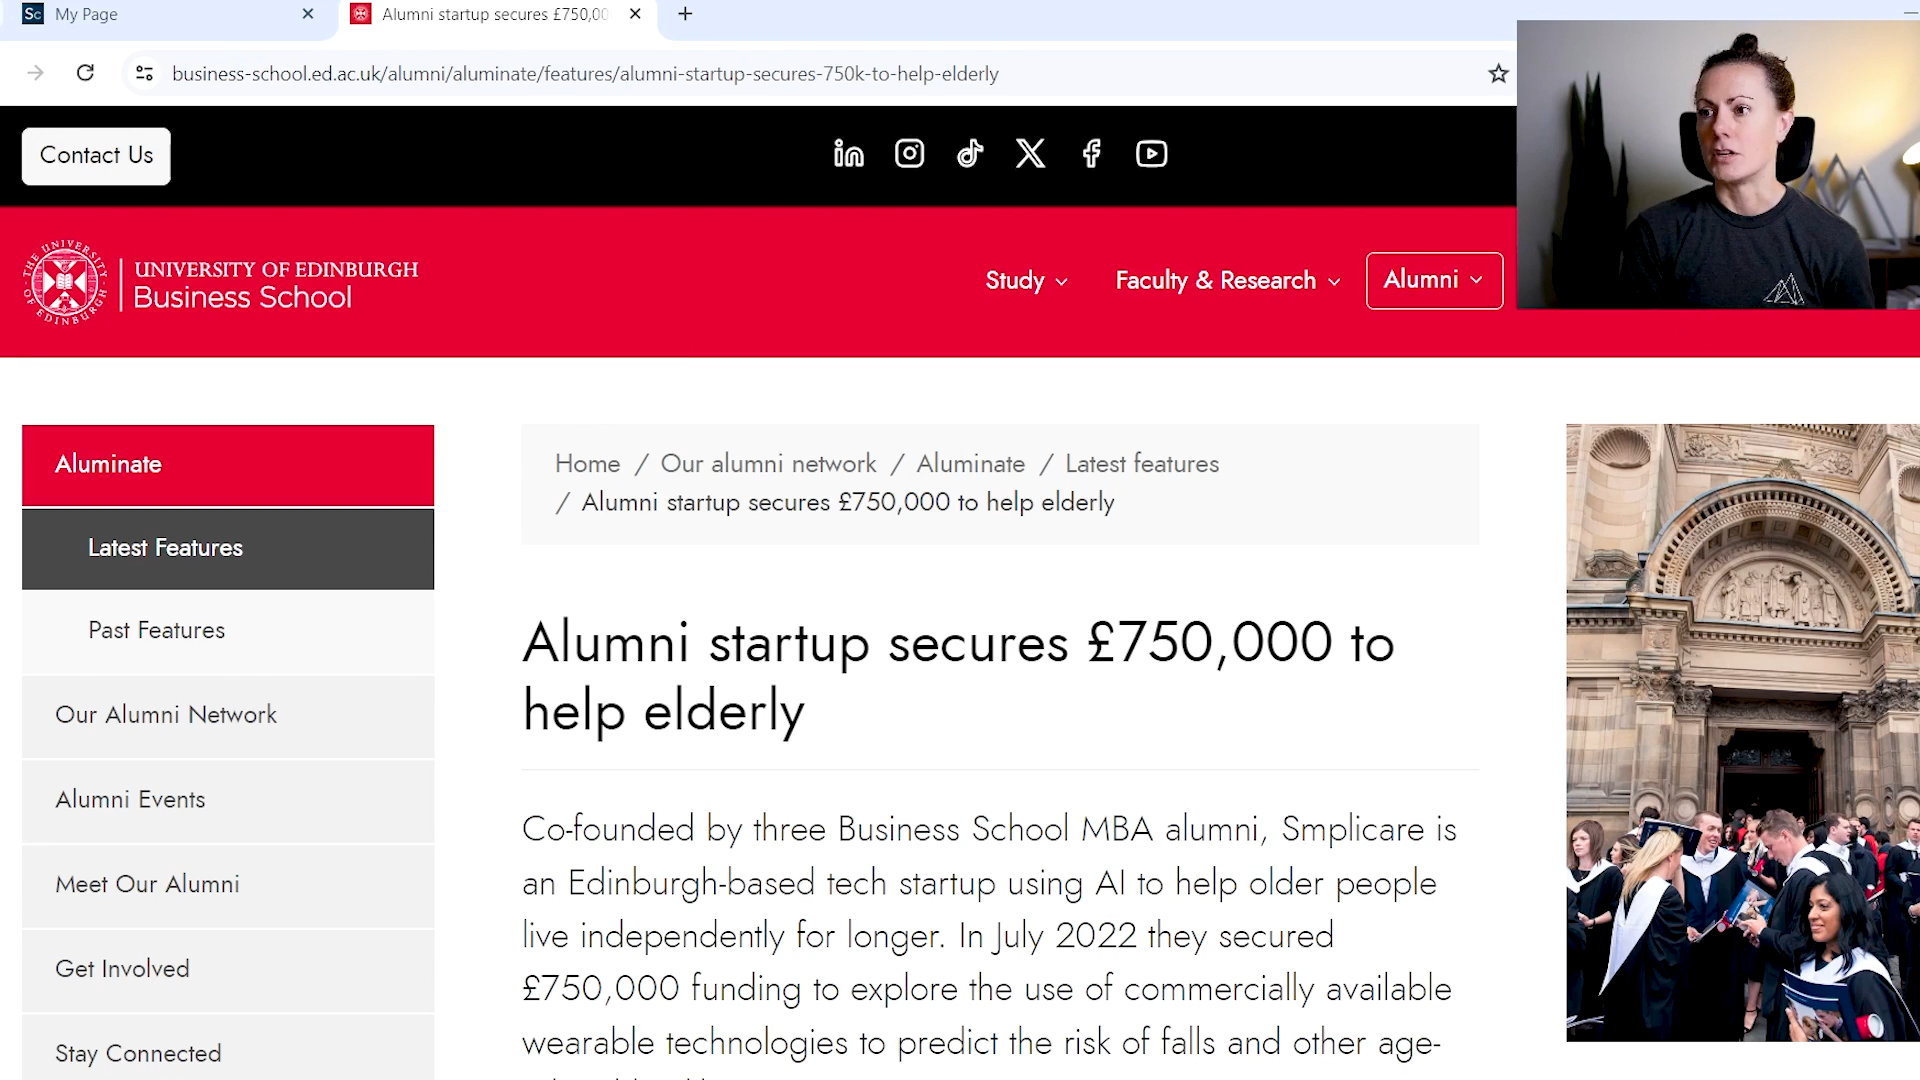 Sc My Page
Alumni startup secures £750,00
business-school.ed.ac.uk/alumni/aluminate/features/alumni-startup-secures-750k-to-help-elderly
Contact Us
THE UNIVERSITY OF EDINBURGH
UNIVERSITY OF EDINBURGH
Business School
Study
Faculty & Research
Alumni
Aluminate
Latest Features
Past Features
Our Alumni Network
Alumni Events
Meet Our Alumni
Get Involved
Stay Connected
Home / Our alumni network / Aluminate / Latest features
/ Alumni startup secures £750,000 to help elderly
Alumni startup secures £750,000 to
help elderly
Co-founded by three Business School MBA alumni, Smplicare is
an Edinburgh-based tech startup using AI to help older people
live independently for longer. In July 2022 they secured
£750,000 funding to explore the use of commercially available
wearable technologies to predict the risk of falls and other age-